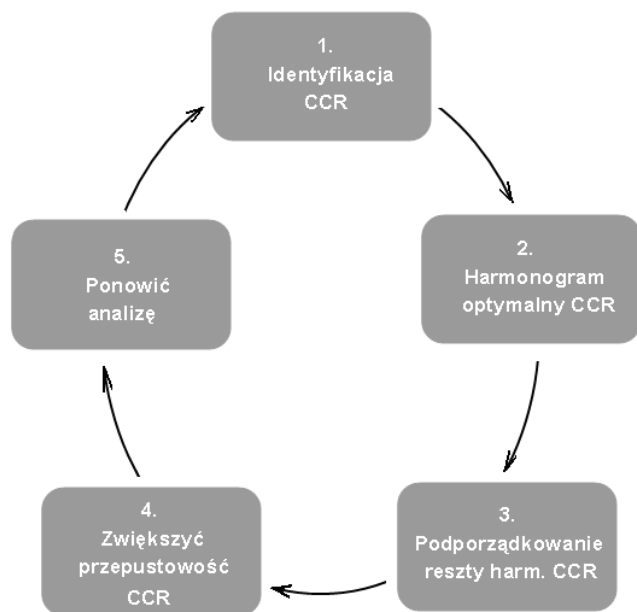 1.
Identyfikacja
CCR
2.
Harmonogram
optymalny CCR
3.
Podporządkowanie
reszty harm. CCR
4.
Zwiększyć
przepustowość
CCR
5.
Ponowić
analizę